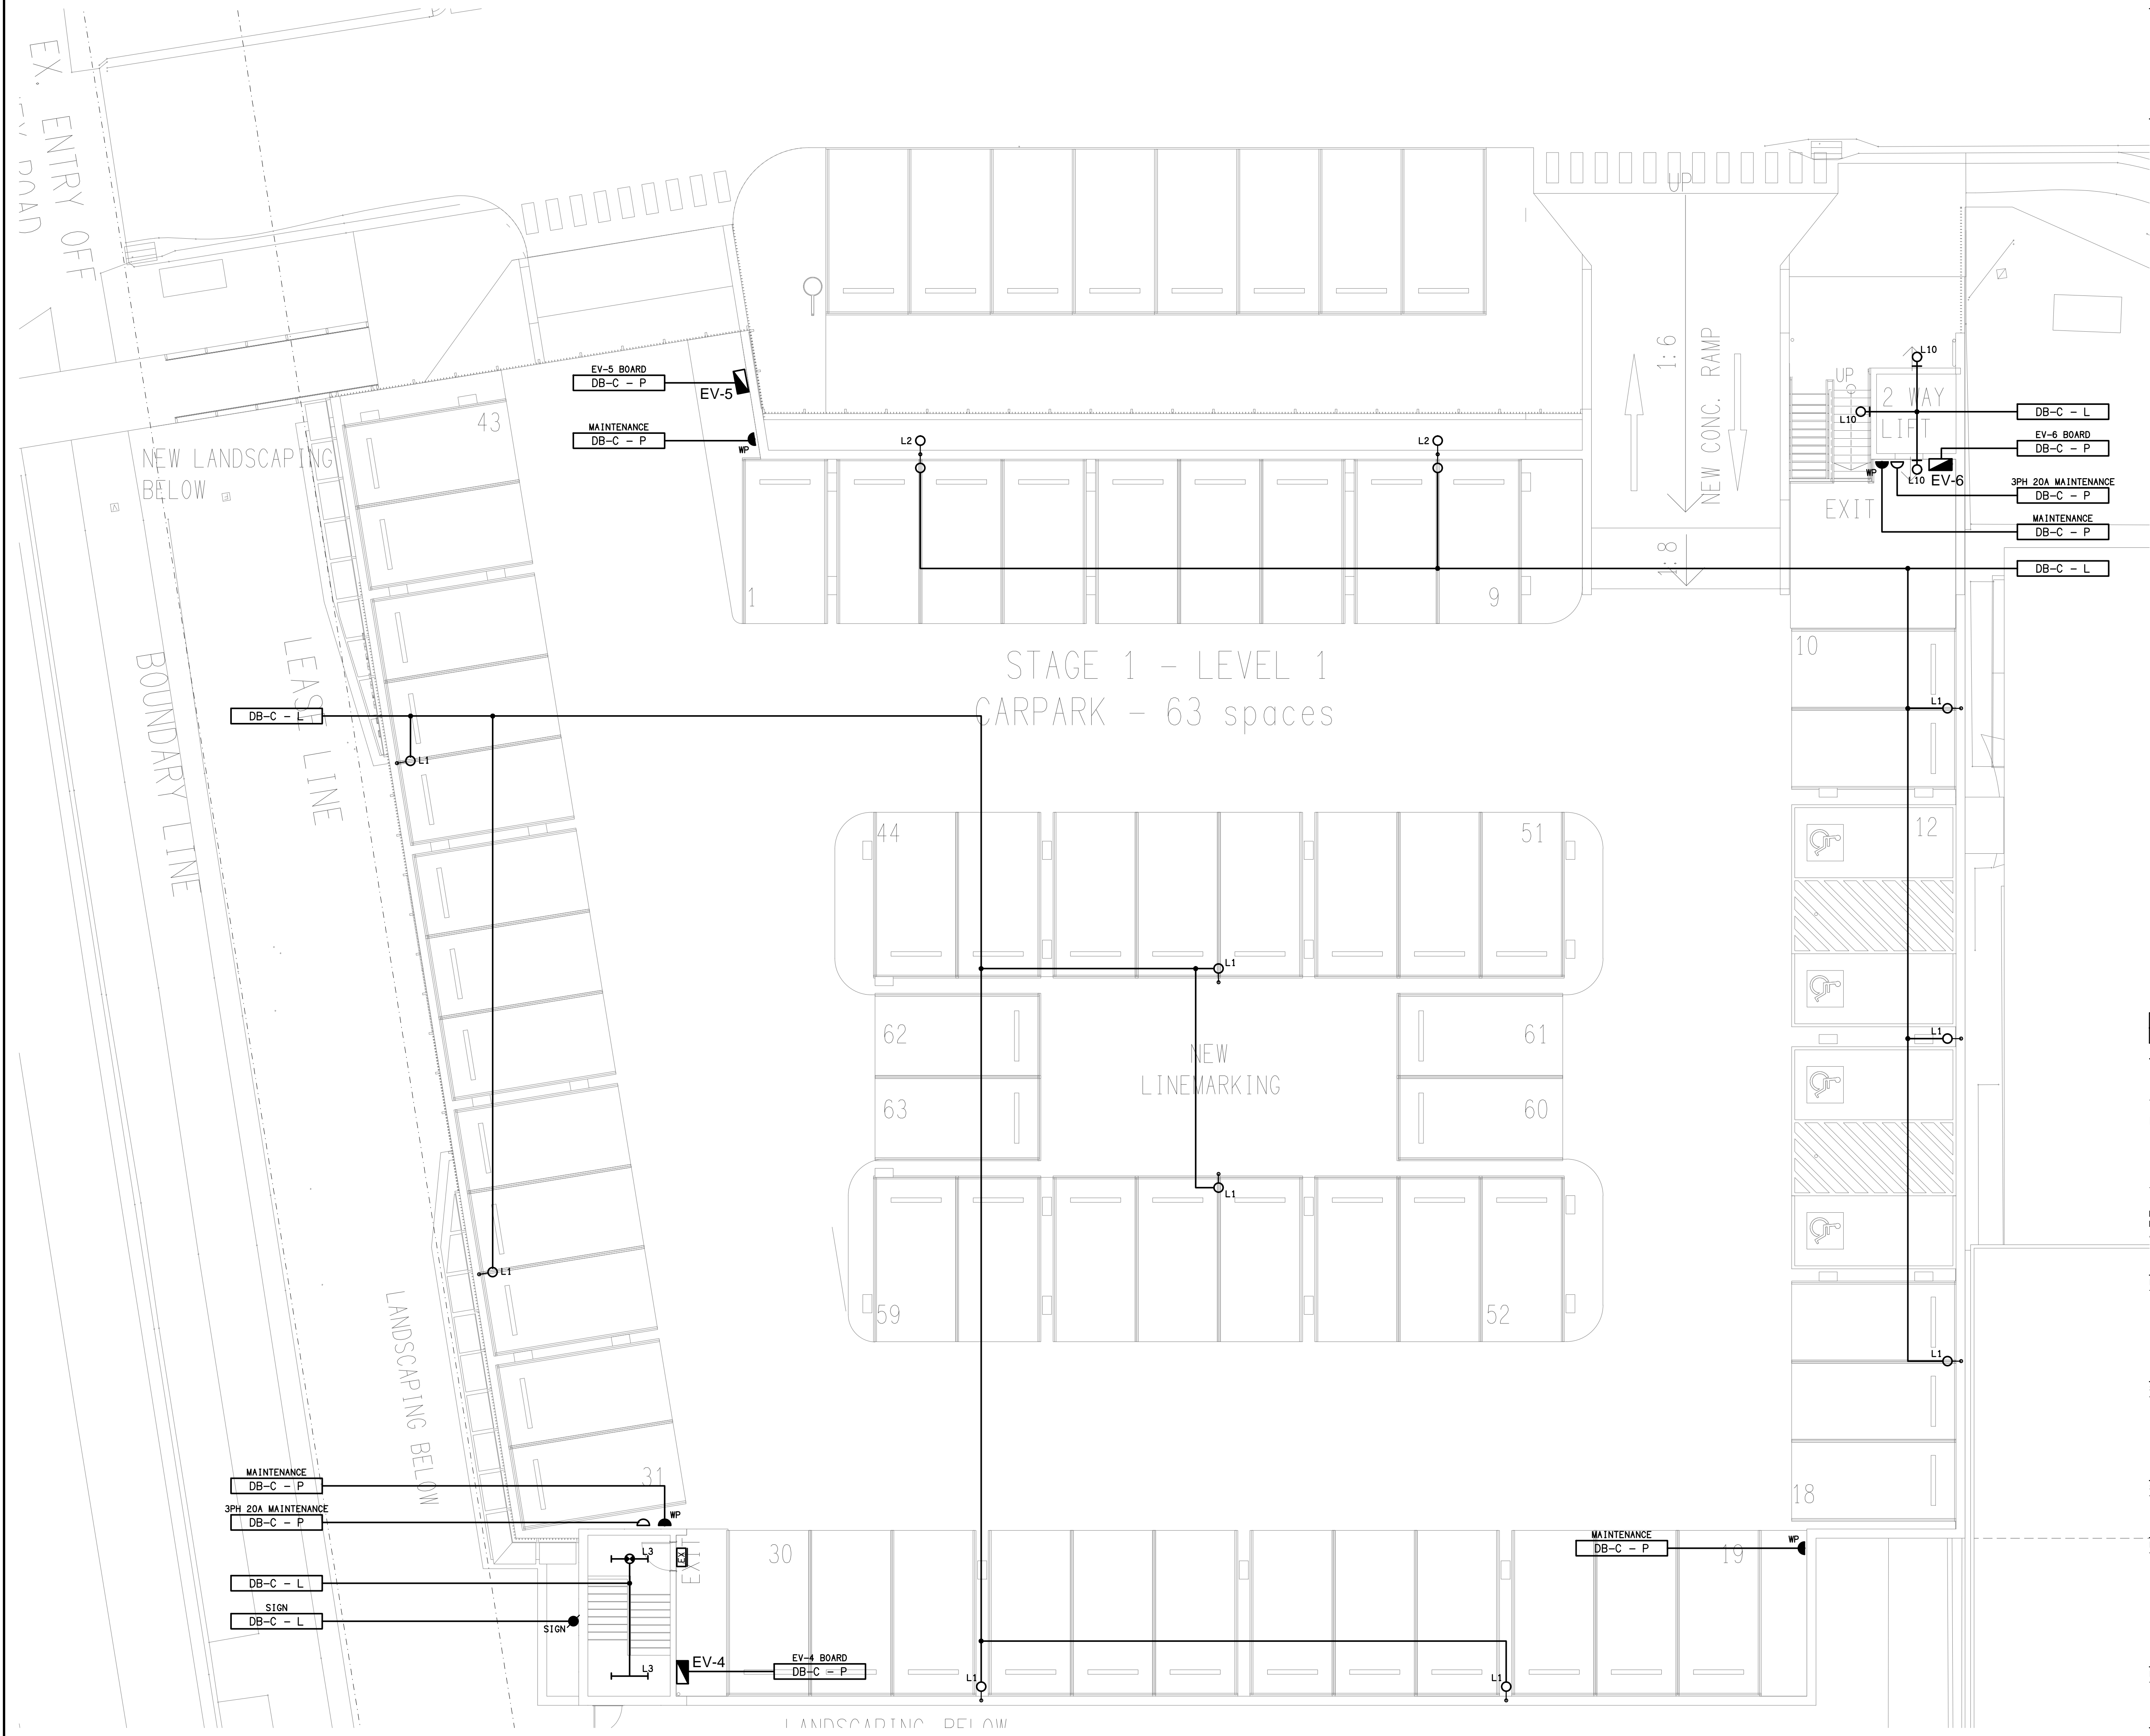 EX. ENTRY OFF
UP
1:6
NEW CONC. RAMP
1:8
EV-5 BOARD
DB-C - P
EV-5
MAINTENANCE
DB-C - P
WP
L2
L2
L10
L10
L10
UP
2 WAY
LIFT
EXIT
WP
EV-6
DB-C - L
EV-6 BOARD
DB-C - P
3PH 20A MAINTENANCE
DB-C - P
MAINTENANCE
DB-C - P
DB-C - L
43
NEW LANDSCAPING
BELOW
1
9
10
STAGE 1 - LEVEL 1
CARPARK - 63 spaces
BOUNDARY LINE
LEASE LINE
DB-C - L
L1
L1
44
51
12
L1
62
61
L1
NEW
LINEMARKING
63
60
L1
L1
59
52
L1
LANDSCAPING BELOW
31
18
MAINTENANCE
DB-C - P
3PH 20A MAINTENANCE
DB-C - P
WP
L3
EX
EXIT
30
MAINTENANCE
DB-C - P
19
WP
DB-C - L
SIGN
DB-C - L
SIGN
L3
EV-4
EV-4 BOARD
DB-C - P
L1
L1
LANDSCAPING BELOW